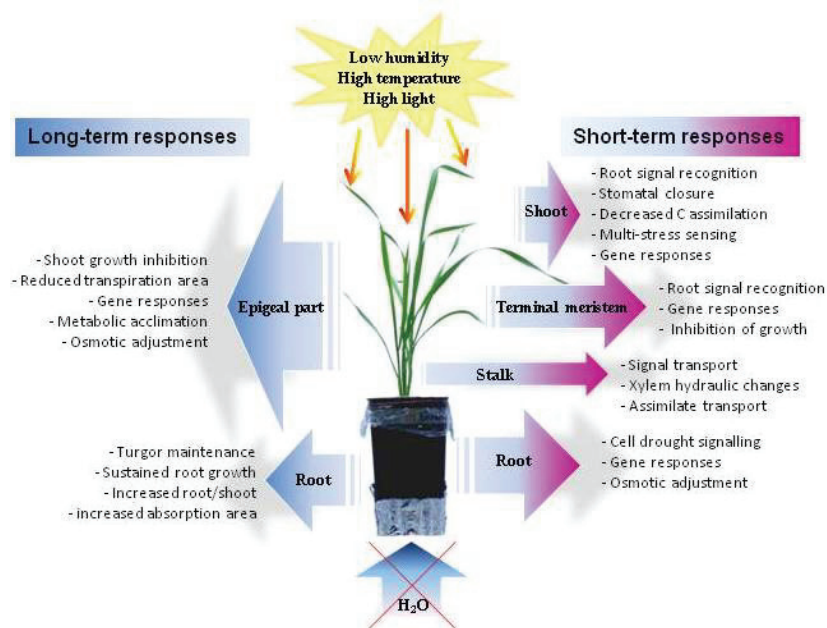 Low humidity
High temperature
High light
Long-term responses
Short-term responses
- Shoot growth inhibition
- Reduced transpiration area
- Gene responses
- Metabolic acclimation
- Osmotic adjustment
Epigeal part
- Turgor maintenance
- Sustained root growth
- Increased root/shoot
- increased absorption area
Root
Shoot
- Root signal recognition
- Stomatal closure
- Decreased C assimilation
- Multi-stress sensing
- Gene responses
Terminal meristem
- Root signal recognition
- Gene responses
- Inhibition of growth
Stalk
- Signal transport
- Xylem hydraulic changes
- Assimilate transport
Root
- Cell drought signalling
- Gene responses
- Osmotic adjustment
H₂O